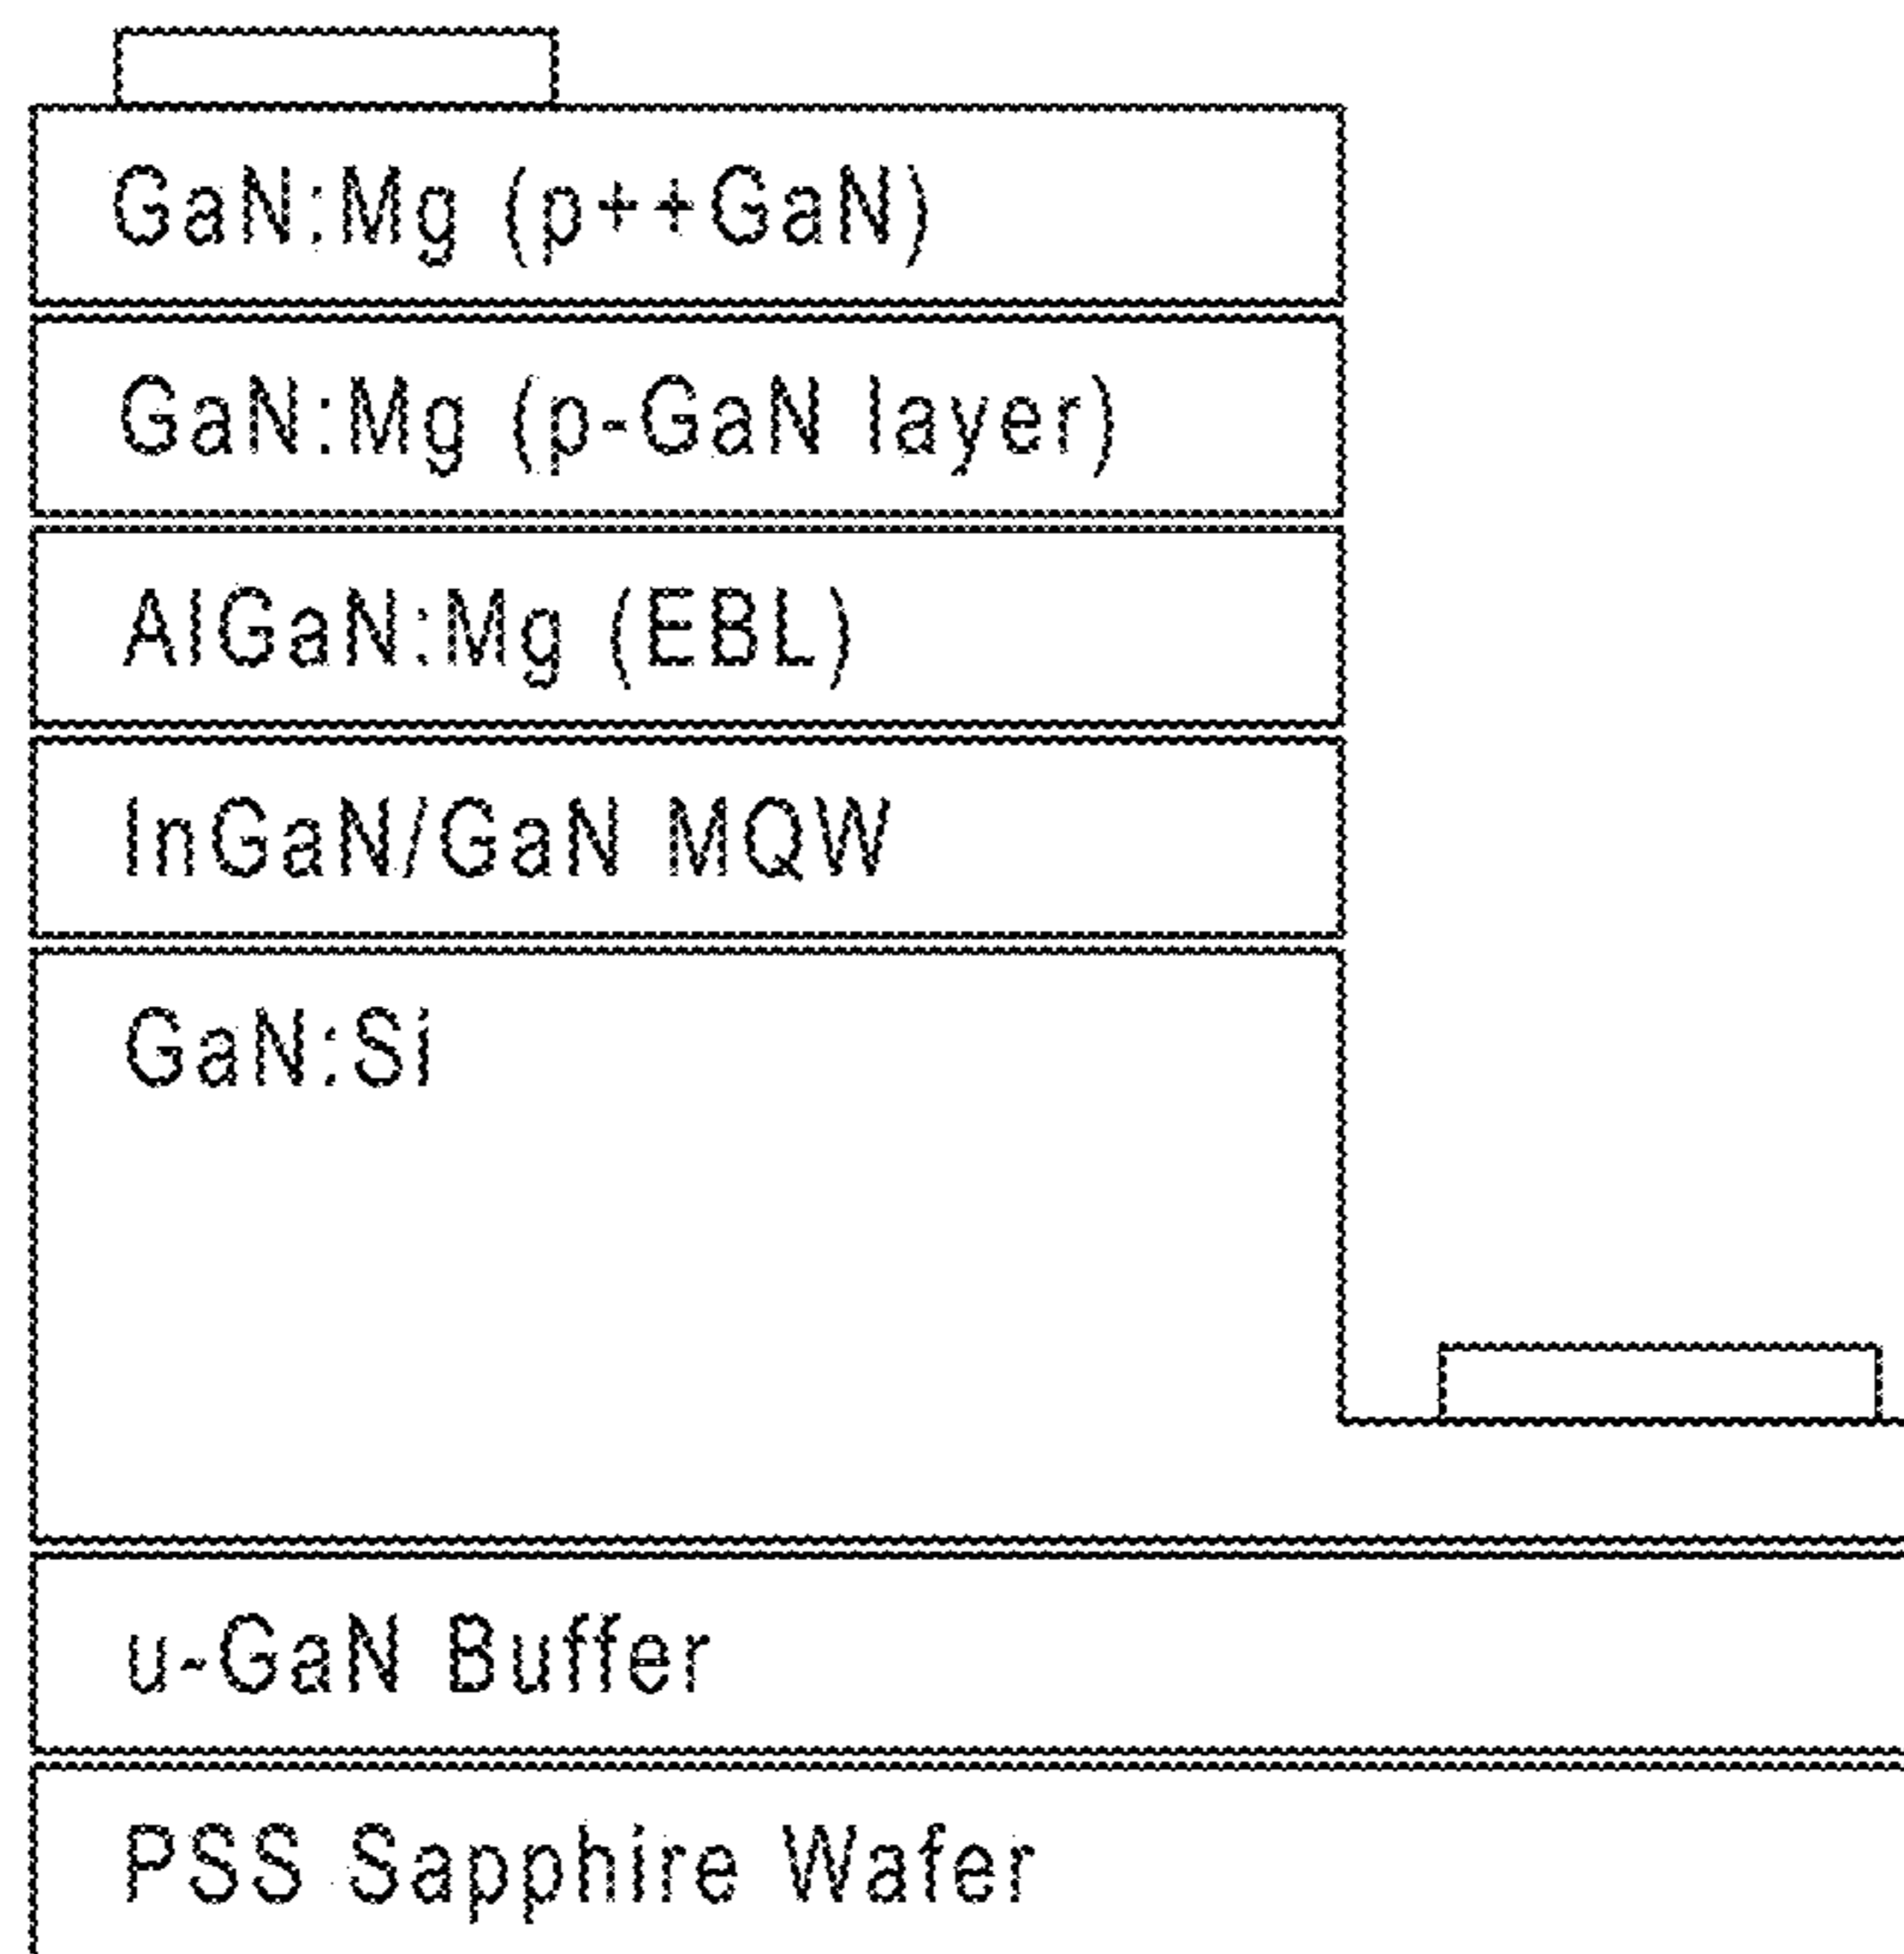 GaN:Mg (p++GaN)
GaN:Mg (p-GaN layer)
AlGaN:Mg (EBL)
InGaN/GaN MQW
GaN:Si
u-GaN Buffer
PSS Sapphire Wafer